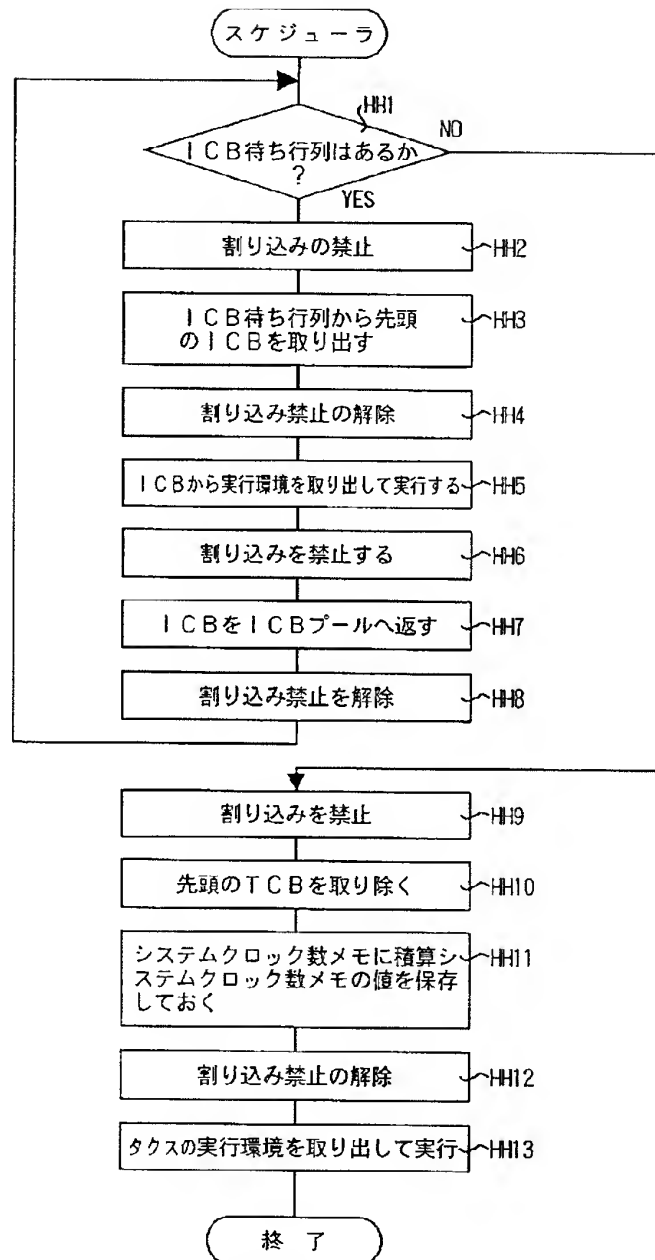 スケジューラ
HH1
ICB待ち行列はあるか
?
NO
YES
割り込みの禁止
HH2
ICB待ち行列から先頭
のICBを取り出す
HH3
割り込み禁止の解除
HH4
ICBから実行環境を取り出して実行する
HH5
割り込みを禁止する
HH6
ICBをICBプールへ返す
HH7
割り込み禁止を解除
HH8
割り込みを禁止
HH9
先頭のTCBを取り除く
HH10
システムクロック数メモに積算シ
ステムクロック数メモの値を保存
しておく
HH11
割り込み禁止の解除
HH12
タクスの実行環境を取り出して実行
HH13
終了